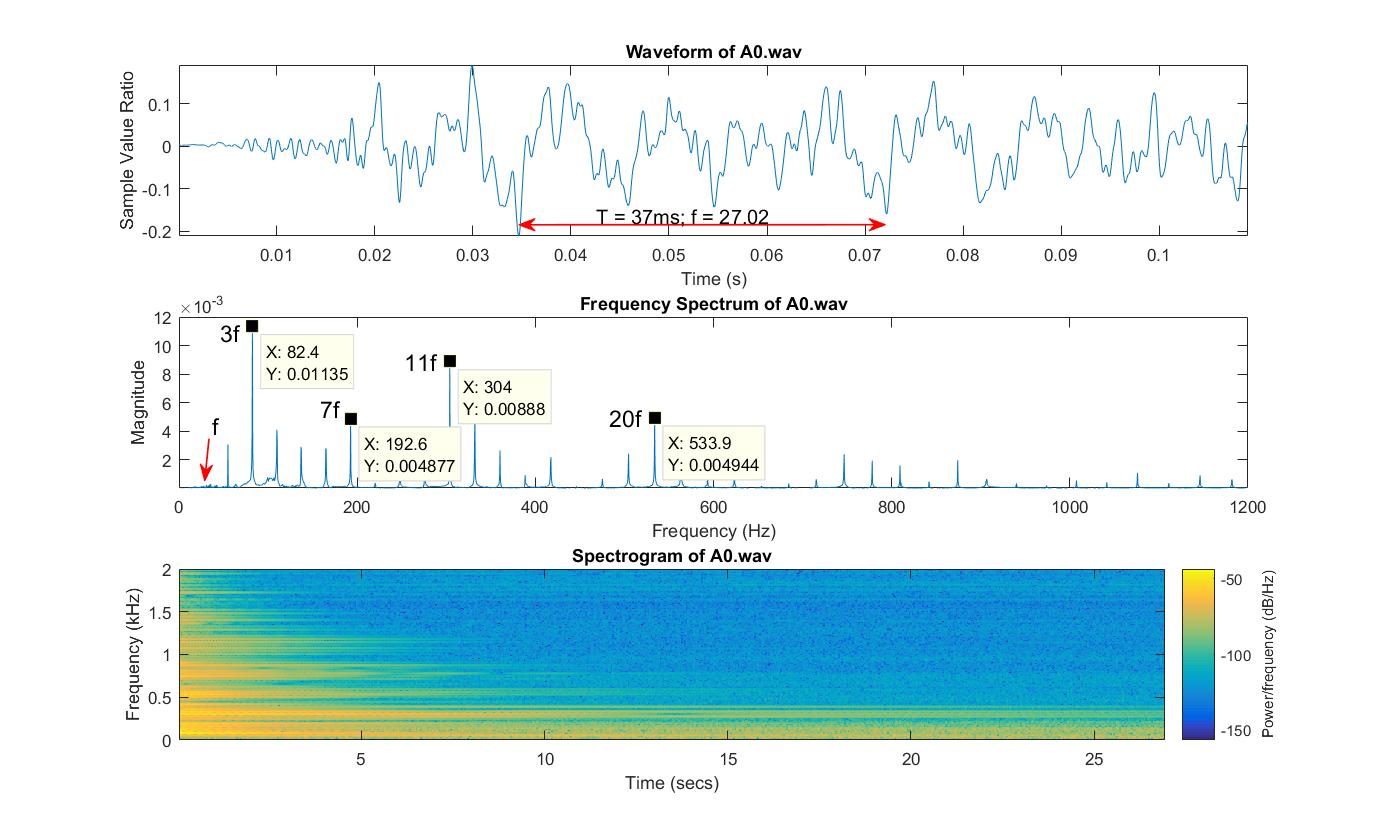 Waveform of A0.wav
Sample Value Ratio
0.1
0
-0.1
-0.2
T = 37ms; f = 27.02
0.01 0.02 0.03 0.04 0.05 0.06 0.07 0.08 0.09 0.1
Time (s)
Frequency Spectrum of A0.wav
×10-3
Magnitude
12
10
8
6
4
2
f
3f
X: 82.4
Y: 0.01135
7f
X: 192.6
Y: 0.004877
11f
X: 304
Y: 0.00888
20f
X: 533.9
Y: 0.004944
0 200 400 600 800 1000 1200
Frequency (Hz)
Spectrogram of A0.wav
Frequency (kHz)
2
1.5
1
0.5
0
5 10 15 20 25
Time (secs)
-50
-100
-150
Power/frequency (dB/Hz)